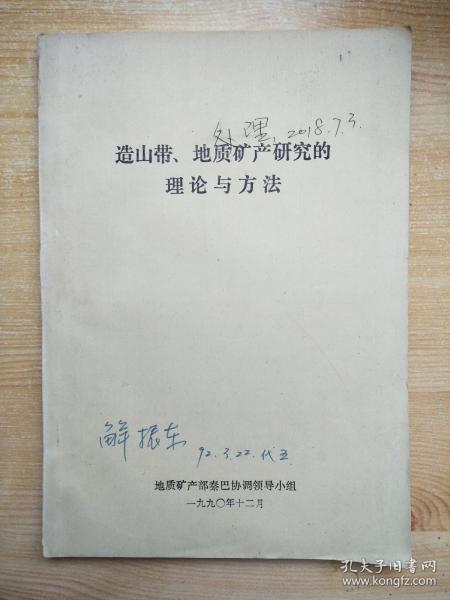 处理，2018.7.3.
造山带、地质矿产研究的
理论与方法
解振东 92.3.22.代至
地质矿产部秦巴协调领导小组
一九九〇年十二月
孔夫子旧书网
www.kongfz.com